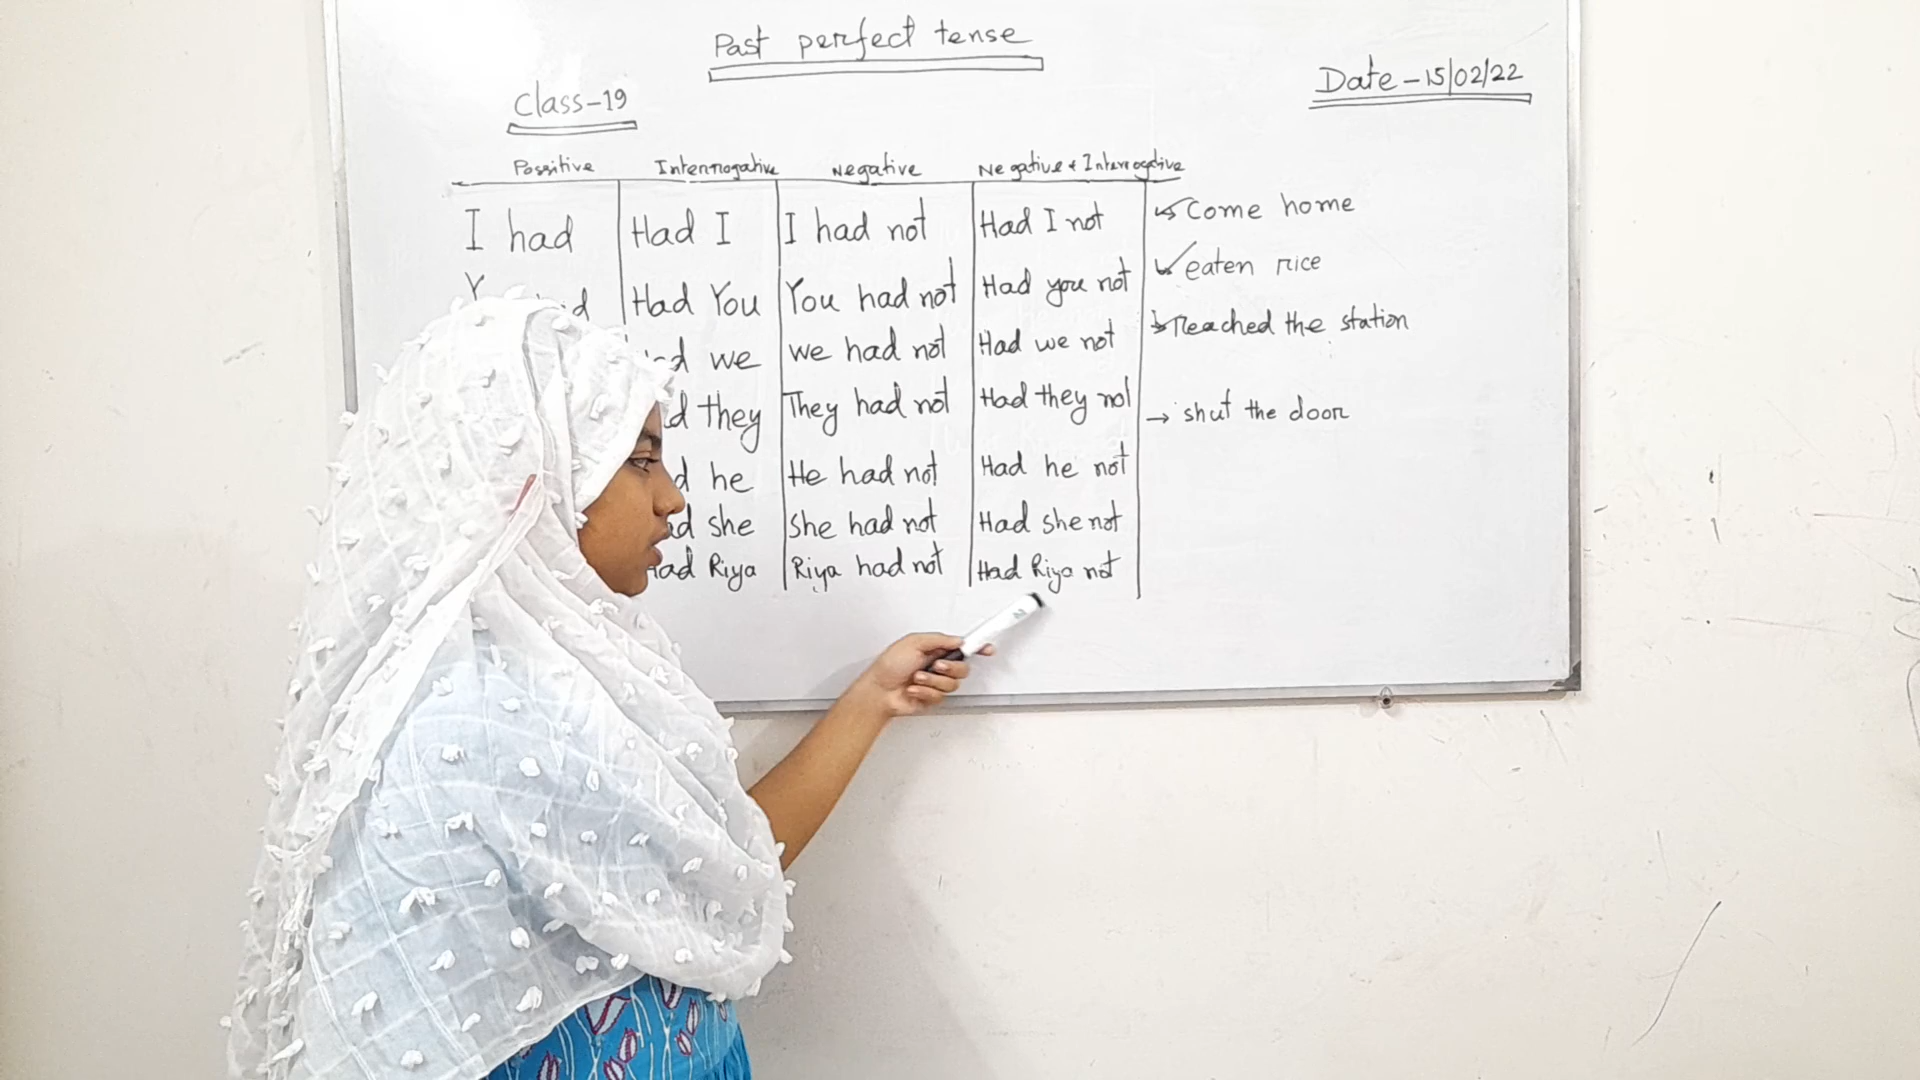 Past perfect tense
Date-15/02/22
Class-19
Possitive Interrogative Negative Negative + Interrogative
I had Had I I had not Had I not come home
Had You You had not Had you not eaten rice
we we had not Had we not reached the station
they They had not Had they not → shut the door
he He had not Had he not
she She had not Had she not
Had Riya Riya had not Had Riya not